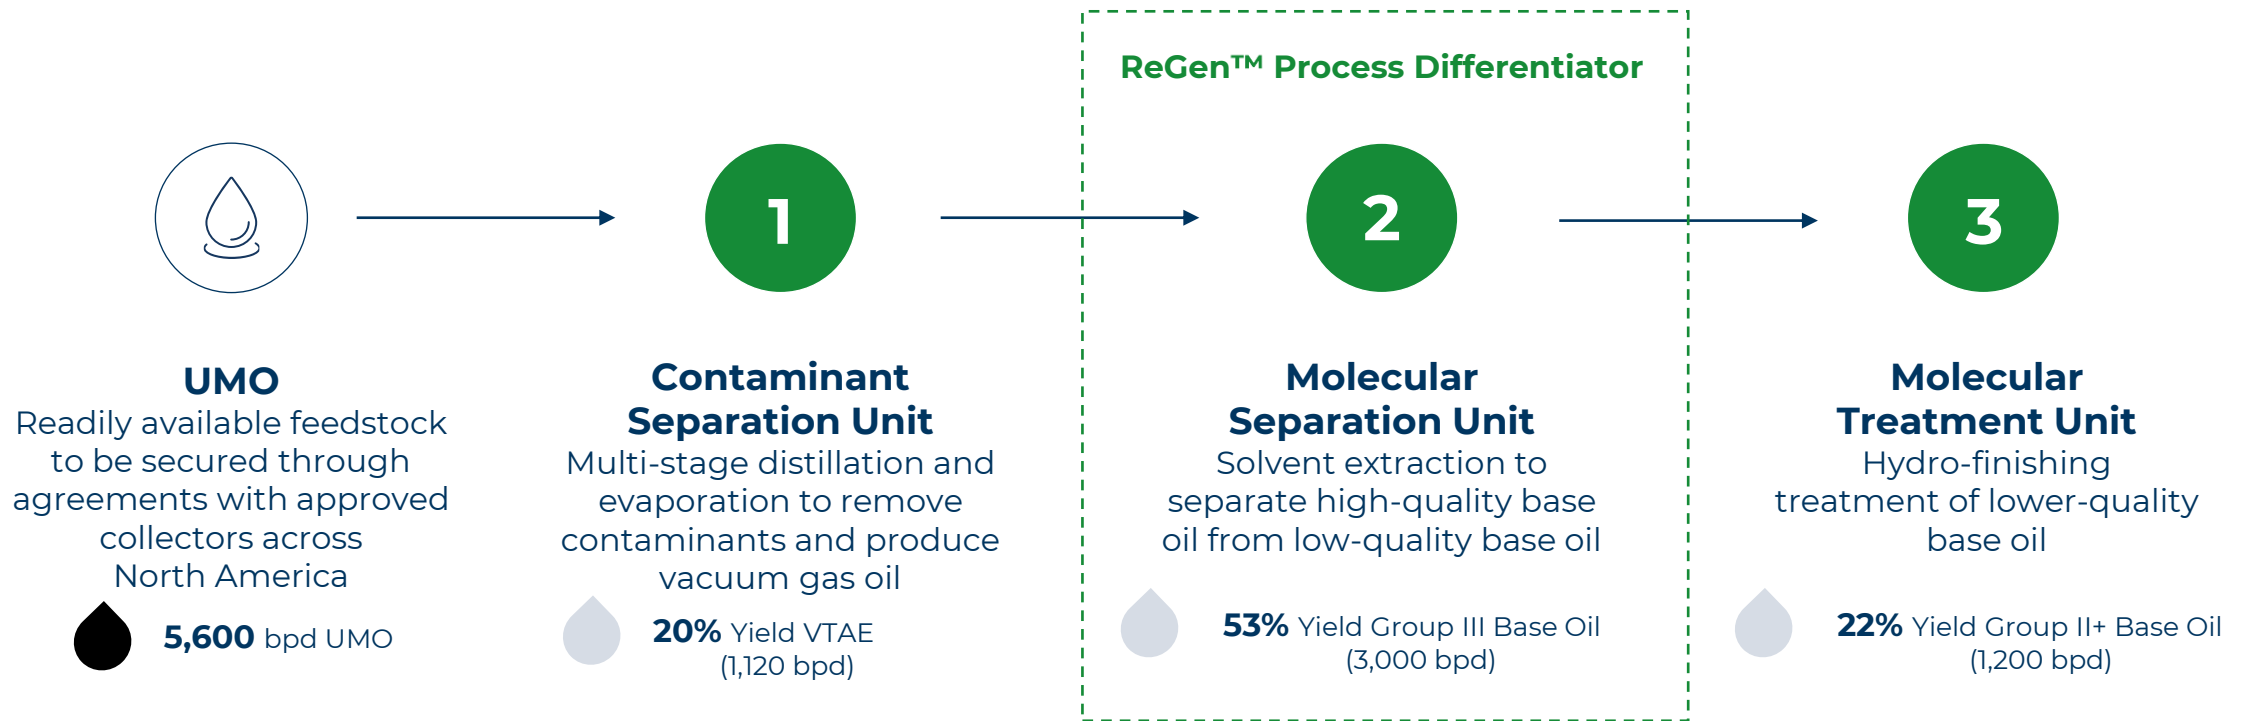 ReGen™ Process Differentiator
1
2
3
UMO
Readily available feedstock
to be secured through
agreements with approved
collectors across
North America
5,600 bpd UMO
Contaminant
Separation Unit
Multi-stage distillation and
evaporation to remove
contaminants and produce
vacuum gas oil
20% Yield VTAE
(1,120 bpd)
Molecular
Separation Unit
Solvent extraction to
separate high-quality base
oil from low-quality base oil
53% Yield Group III Base Oil
(3,000 bpd)
Molecular
Treatment Unit
Hydro-finishing
treatment of lower-quality
base oil
22% Yield Group II+ Base Oil
(1,200 bpd)